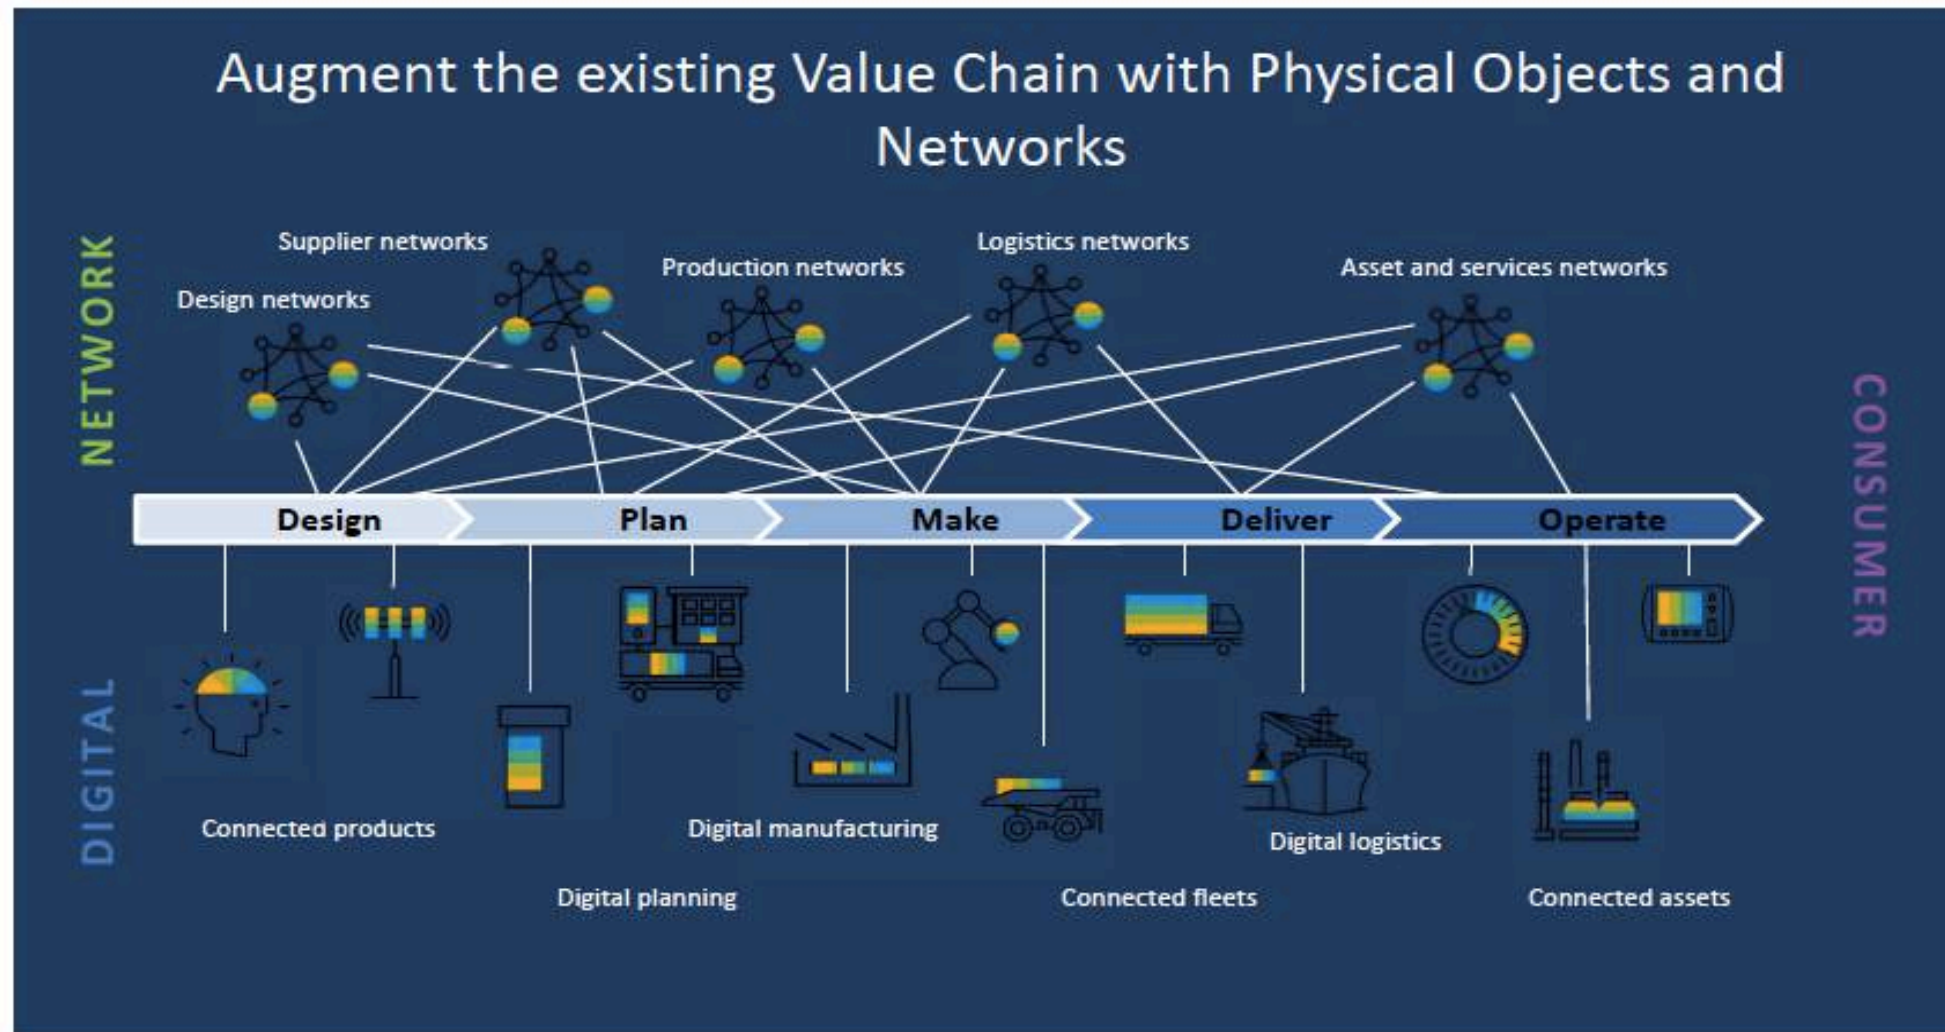 Augment the existing Value Chain with Physical Objects and
Networks
NETWORK
Supplier networks
Logistics networks
Production networks
Asset and services networks
Design networks
CONSUMER
Design
Plan
Make
Deliver
Operate
DIGITAL
Connected products
Digital manufacturing
Digital logistics
Digital planning
Connected fleets
Connected assets